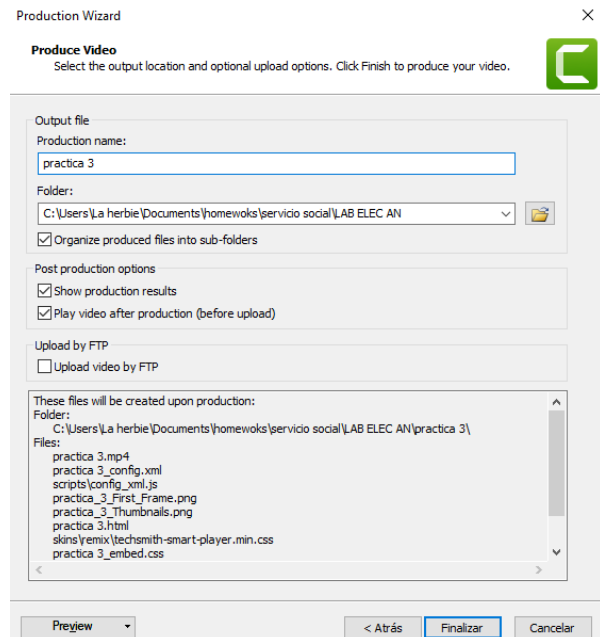 Production Wizard
Produce Video
Select the output location and optional upload options. Click Finish to produce your video.
Output file
Production name:
practica 3
Folder:
C:\Users\La herbie\Documents\homewoks\servicio social\LAB ELEC AN
Organize produced files into sub-folders
Post production options
Show production results
Play video after production (before upload)
Upload by FTP
Upload video by FTP
These files will be created upon production:
Folder:
C:\Users\La herbie\Documents\homewoks\servicio social\LAB ELEC AN\practica 3\
Files:
practica 3.mp4
practica 3_config.xml
scripts\config_xml.js
practica_3_First_Frame.png
practica_3_Thumbnails.png
practica 3.html
skins\remix\techsmith-smart-player.min.css
practica 3_embed.css
Preview
< Atrás
Finalizar
Cancelar